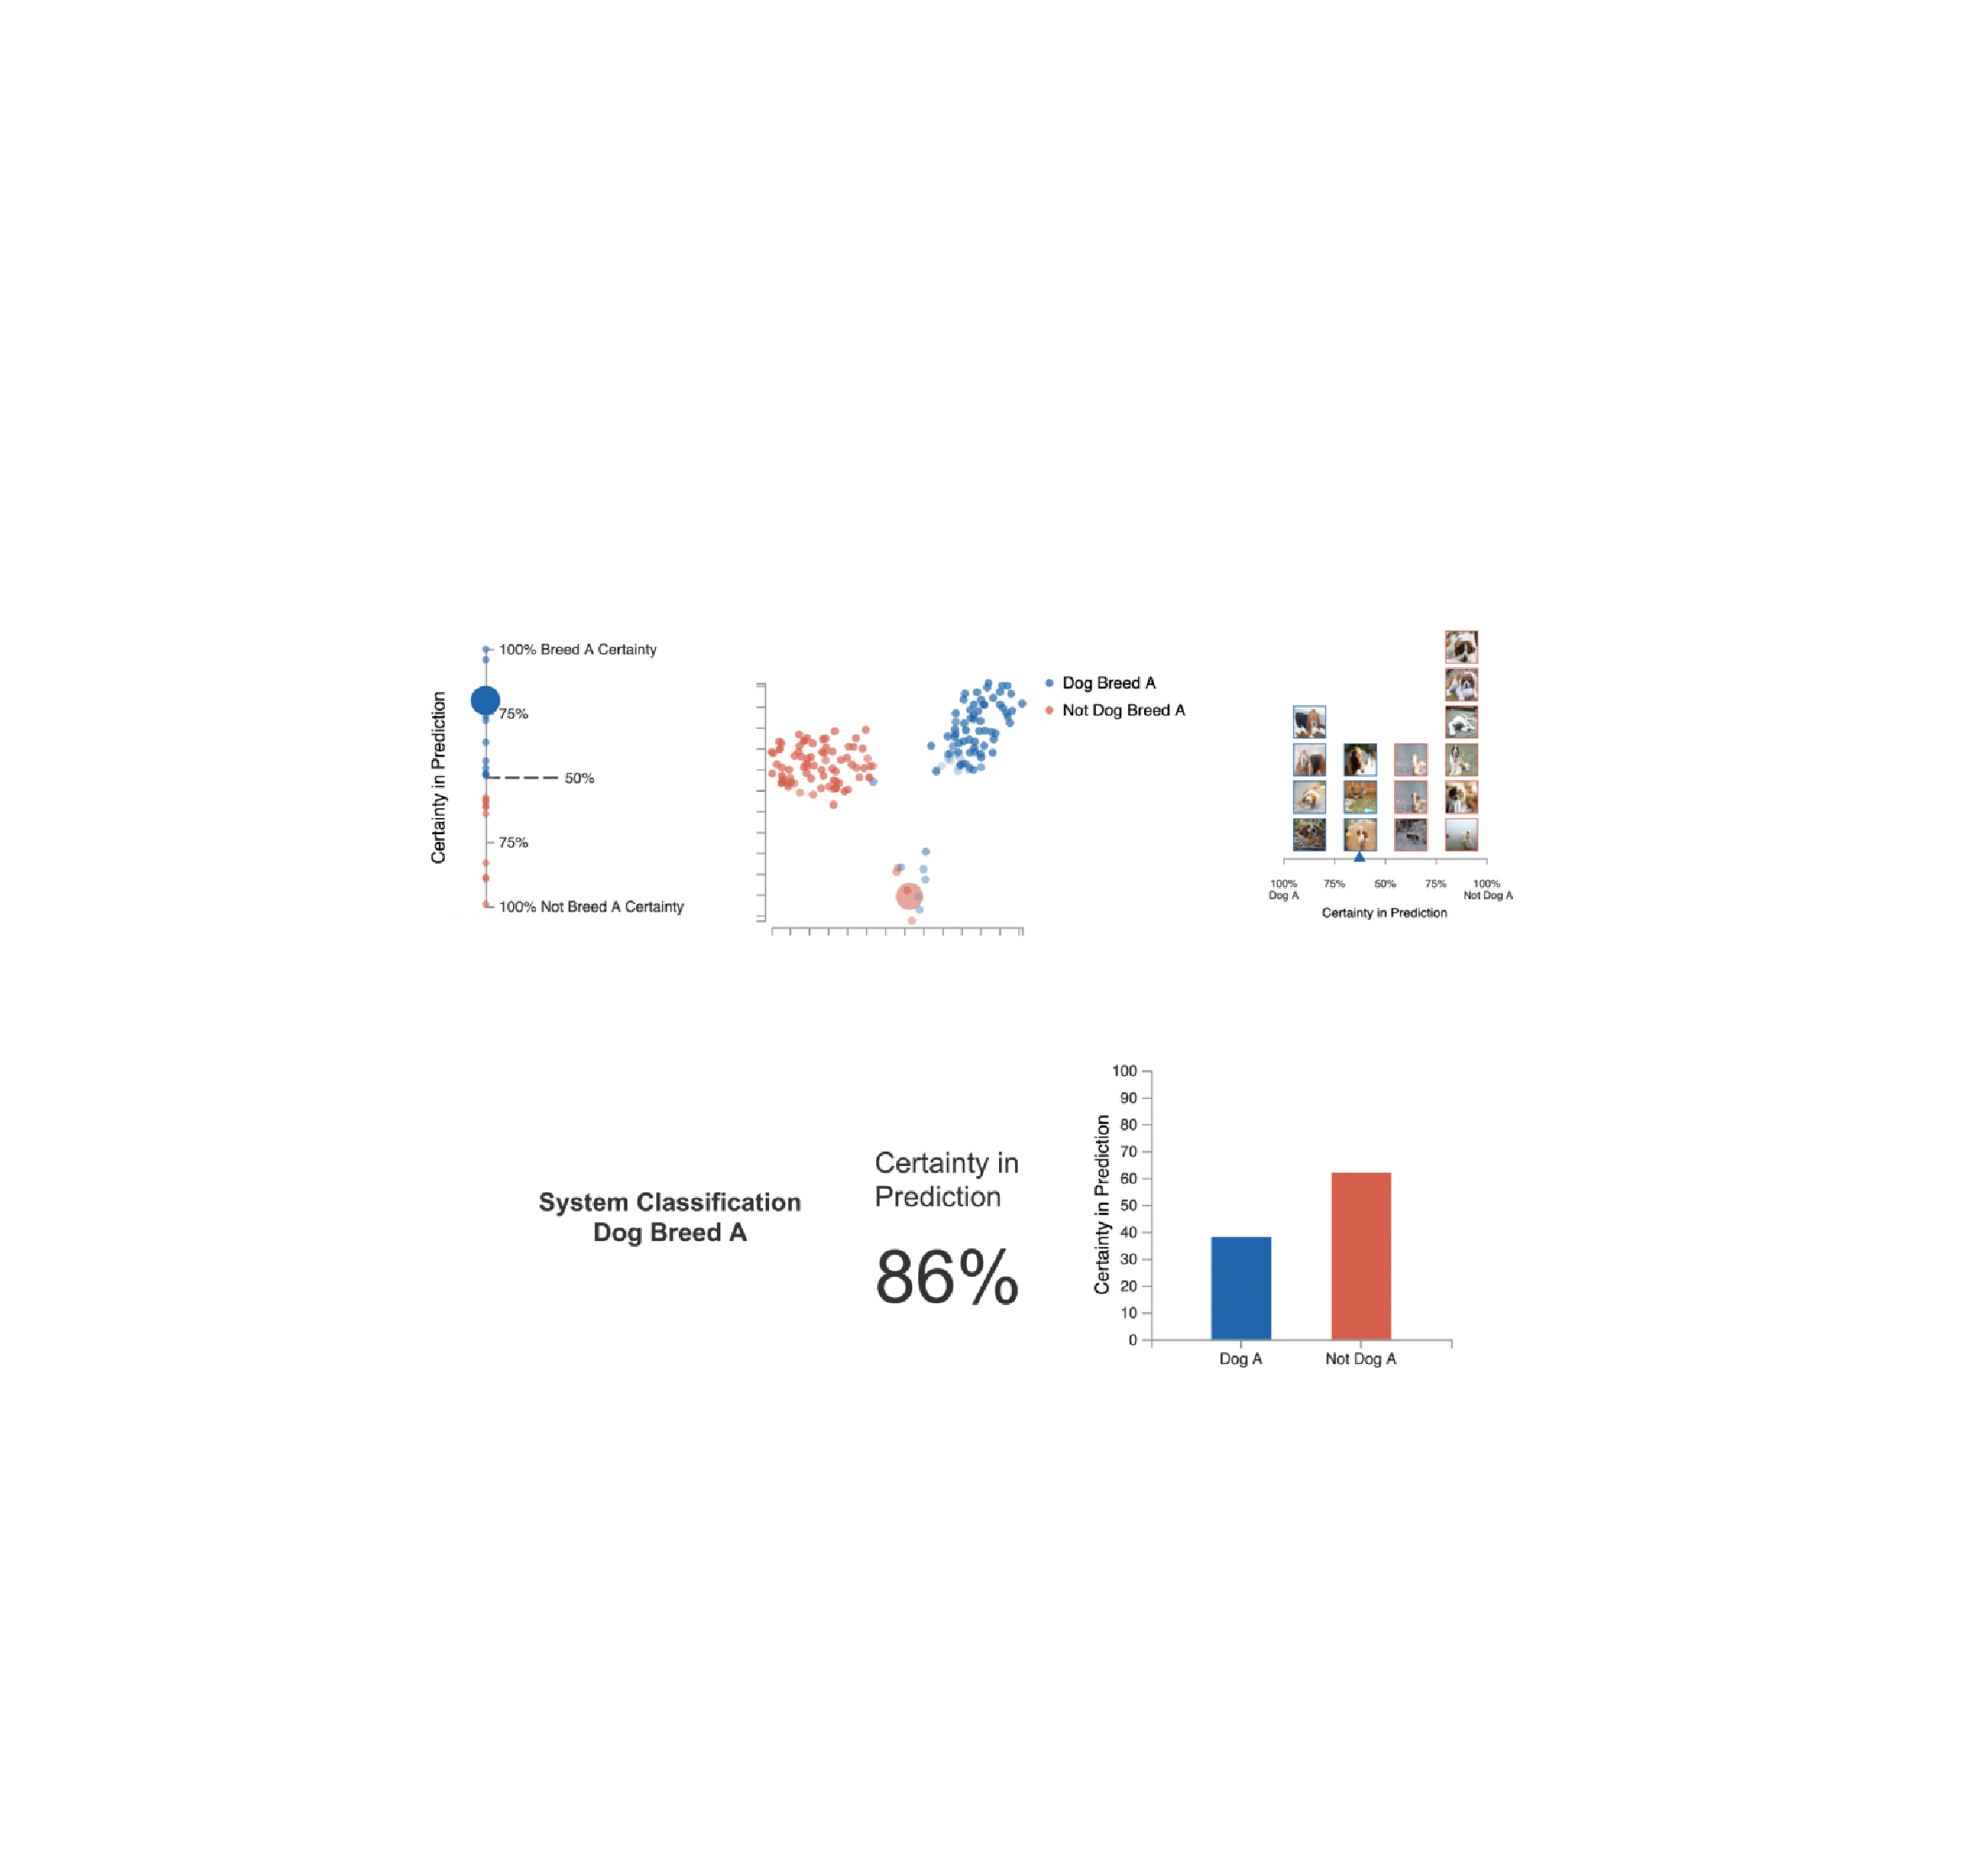 Certainty in Prediction
100% Breed A Certainty
75%
50%
75%
100% Not Breed A Certainty
Dog Breed A
Not Dog Breed A
100%
Dog A
75%
50%
75%
100%
Not Dog A
Certainty in Prediction
System Classification
Dog Breed A
Certainty in
Prediction
86%
Certainty in Prediction
100
90
80
70
60
50
40
30
20
10
0
Dog A
Not Dog A